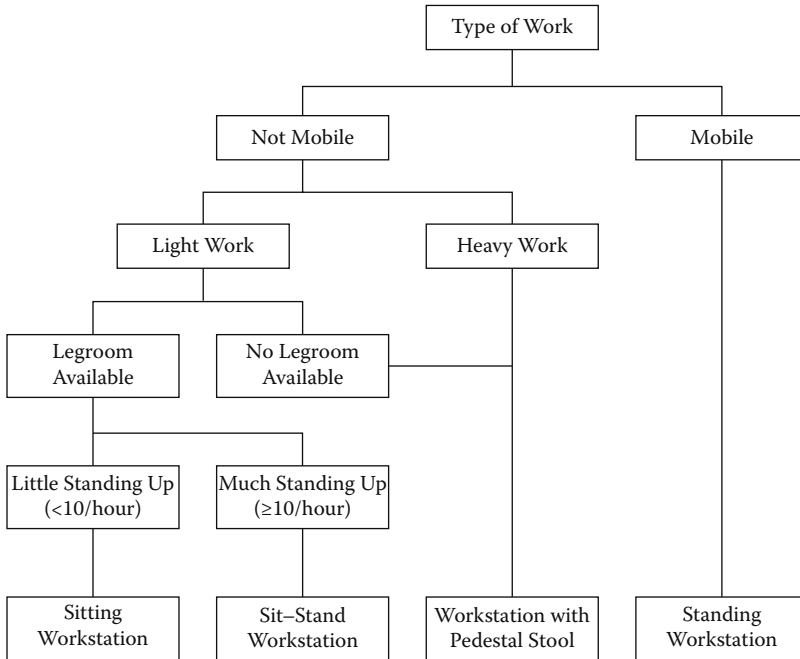 Type of Work
Not Mobile
Mobile
Light Work
Heavy Work
Legroom
Available
No Legroom
Available
Little Standing Up
(<10/hour)
Much Standing Up
(≥10/hour)
Sitting
Workstation
Sit–Stand
Workstation
Workstation with
Pedestal Stool
Standing
Workstation